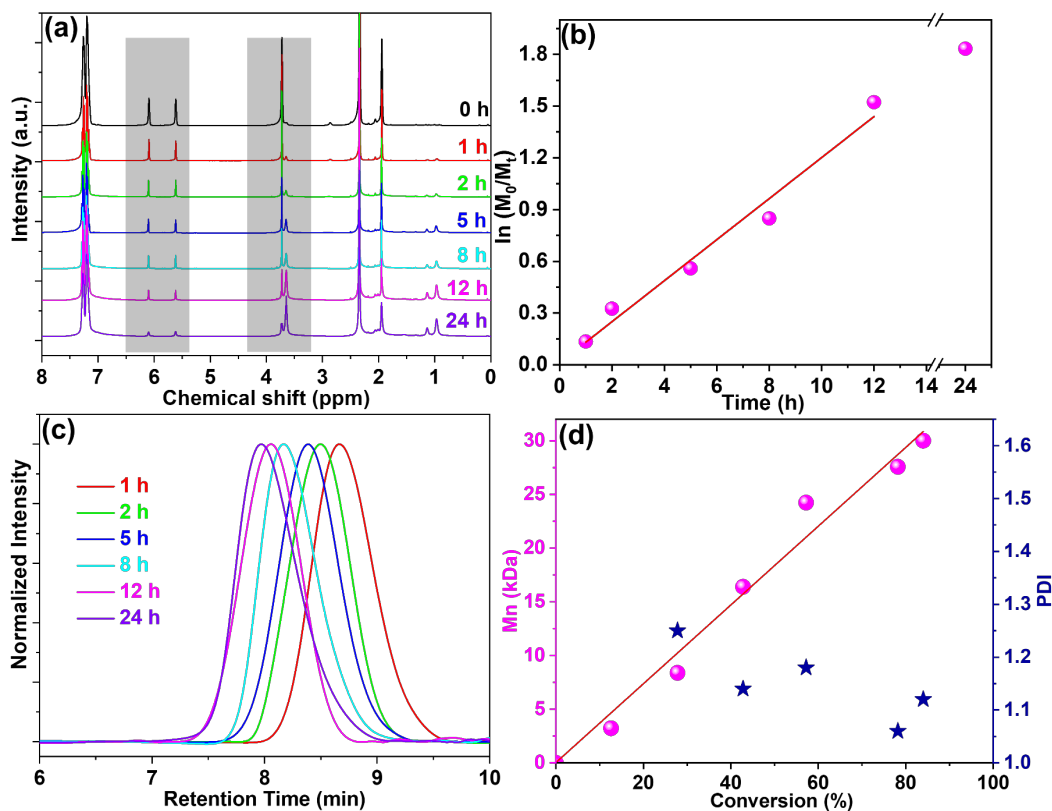 (a)
0 h
1 h
2 h
5 h
8 h
12 h
24 h
Intensity (a.u.)
8 7 6 5 4 3 2 1 0
Chemical shift (ppm)
(b)
ln (M₀/Mₜ)
1.8
1.5
1.2
0.9
0.6
0.3
0.0
0 2 4 6 8 10 12 14 24
Time (h)
(c)
1 h
2 h
5 h
8 h
12 h
24 h
Normalized Intensity
6 7 8 9 10
Retention Time (min)
(d)
Mn (kDa)
30
25
20
15
10
5
0
PDI
1.6
1.5
1.4
1.3
1.2
1.1
1.0
0 20 40 60 80 100
Conversion (%)